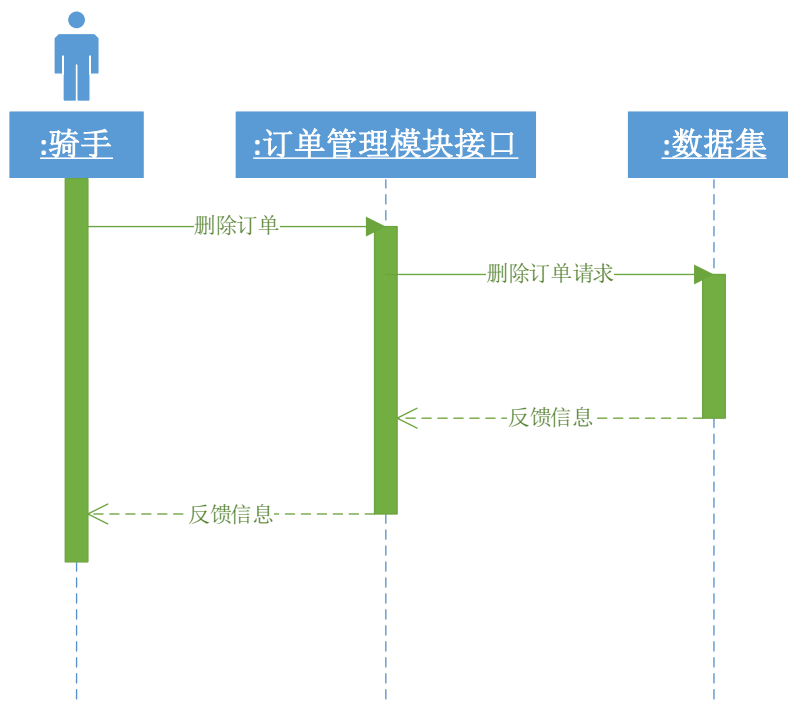 :骑手
:订单管理模块接口
:数据集
删除订单
删除订单请求
反馈信息
反馈信息